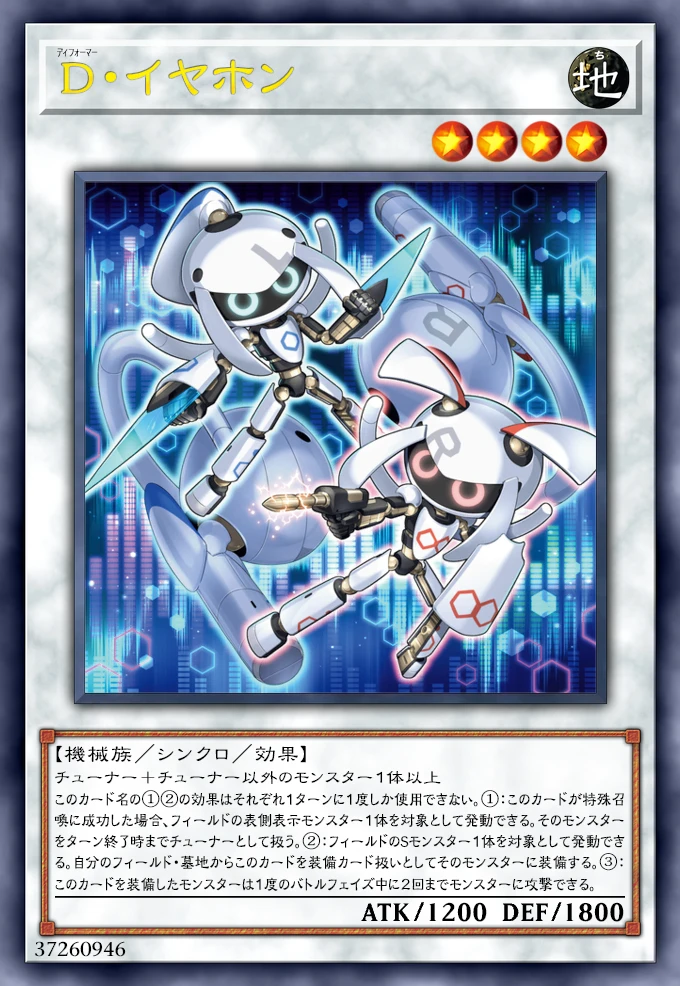 ディフォーマー
D・イヤホン
ち
地
L
R
R
【機械族／シンクロ／効果】
チューナー＋チューナー以外のモンスター1体以上
このカード名の①②の効果はそれぞれ1ターンに1度しか使用できない。①：このカードが特殊召
喚に成功した場合、フィールドの表側表示モンスター1体を対象として発動できる。そのモンスター
をターン終了時までチューナーとして扱う。②：フィールドのSモンスター1体を対象として発動でき
る。自分のフィールド・墓地からこのカードを装備カード扱いとしてそのモンスターに装備する。③：
このカードを装備したモンスターは1度のバトルフェイズ中に2回までモンスターに攻撃できる。
ATK/1200 DEF/1800
37260946